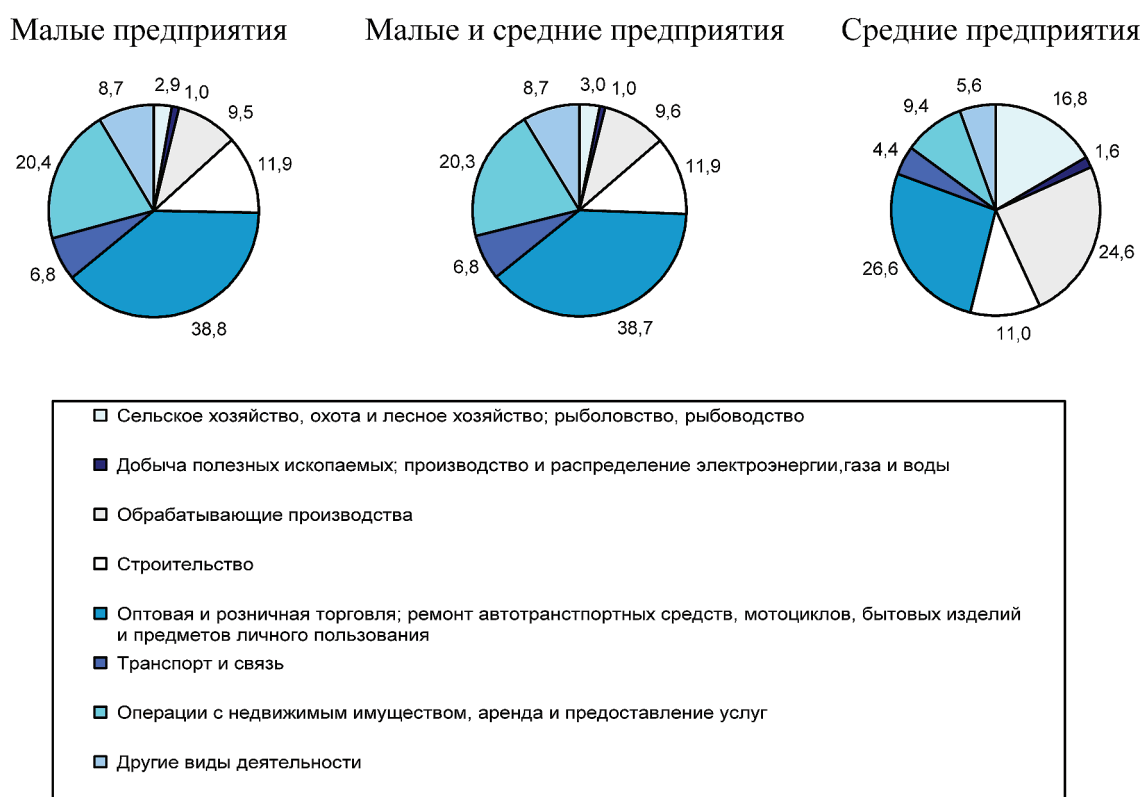 Малые предприятия
Малые и средние предприятия
Средние предприятия
8,7
2,9
1,0
9,5
11,9
38,8
6,8
20,4
8,7
3,0
1,0
9,6
11,9
38,7
6,8
20,3
5,6
16,8
1,6
24,6
11,0
26,6
4,4
9,4
Сельское хозяйство, охота и лесное хозяйство; рыболовство, рыбоводство
Добыча полезных ископаемых; производство и распределение электроэнергии,газа и воды
Обрабатывающие производства
Строительство
Оптовая и розничная торговля; ремонт автотранстпортных средств, мотоциклов, бытовых изделий
и предметов личного пользования
Транспорт и связь
Операции с недвижимым имуществом, аренда и предоставление услуг
Другие виды деятельности